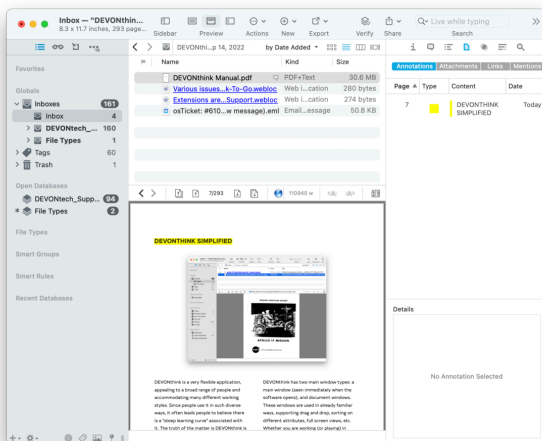 Inbox — "DEVONthin...
8.3 x 11.7 inches, 293 page...
Sidebar
Preview
Actions
New
Export
Verify
Share
Live while typing
Search
DEVONthi...p 14, 2022
by Date Added
Name
Kind
Size
DEVONthink Manual.pdf
PDF+Text
30.6 MB
Various issues...k-To-Go.webloc
Web i...cation
280 bytes
Extensions are...Support.webloc
Web i...cation
274 bytes
osTicket: #610...w message).eml
Email...essage
50.8 KB
Favorites
Globals
Inboxes
161
Inbox
4
DEVONtech_...
160
File Types
1
Tags
60
Trash
1
Open Databases
DEVONtech_Supp...
94
File Types
2
File Types
Smart Groups
Smart Rules
Recent Databases
7/293
110940 w
DEVONTHINK SIMPLIFIED
APOLLO 17 MISSION
DEVONthink is a very flexible application,
appealing to a broad range of people and
accommodating many different working
styles. Since people use it in such diverse
ways, it often leads people to believe there
is a "steep learning curve" associated with
it. The truth of the matter is DEVONthink is
DEVONthink has two main window types: a
main window (seen immediately when the
software opens), and document windows.
These windows are used in already familiar
ways, supporting drag and drop, sorting on
different attributes, full screen views, etc.
Whether you are working (or playing) in
Annotations
Attachments
Links
Mentions
Page
Type
Content
Date
7
DEVONTHINK
SIMPLIFIED
Today
Details
No Annotation Selected